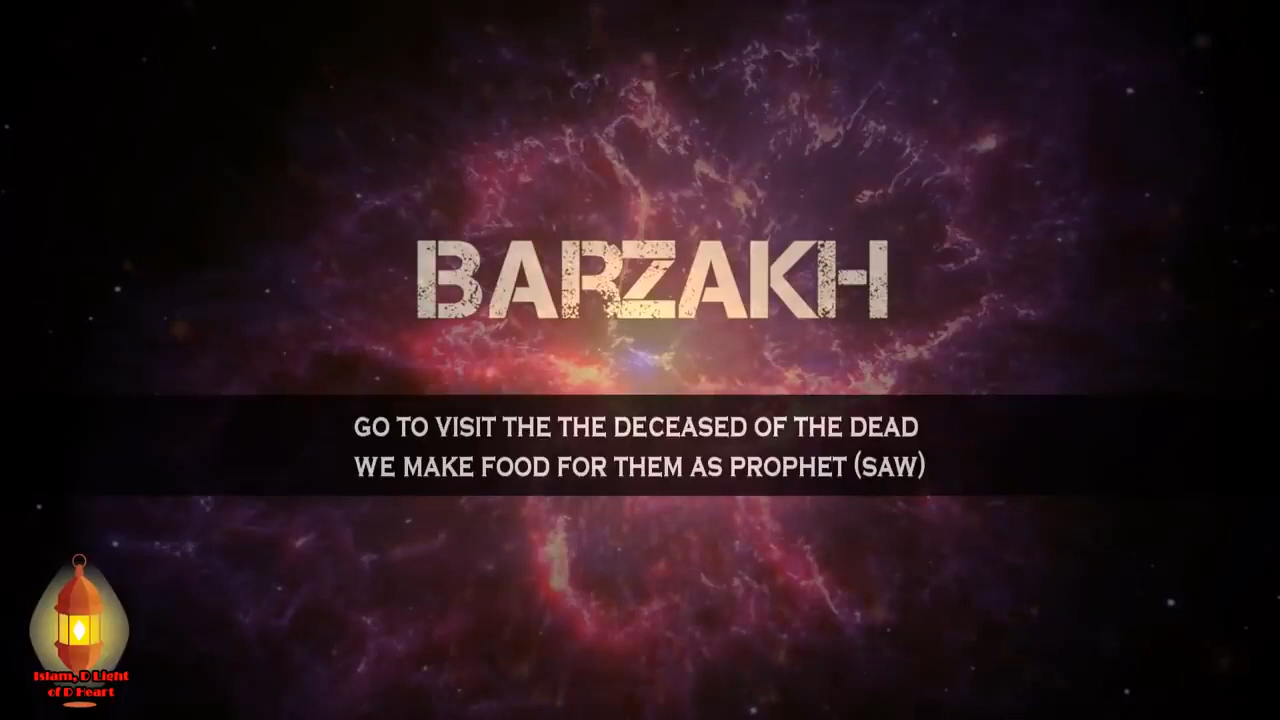 BARZAKH
GO TO VISIT THE THE DECEASED OF THE DEAD
WE MAKE FOOD FOR THEM AS PROPHET (SAW)
Islam, D Light
of D Heart